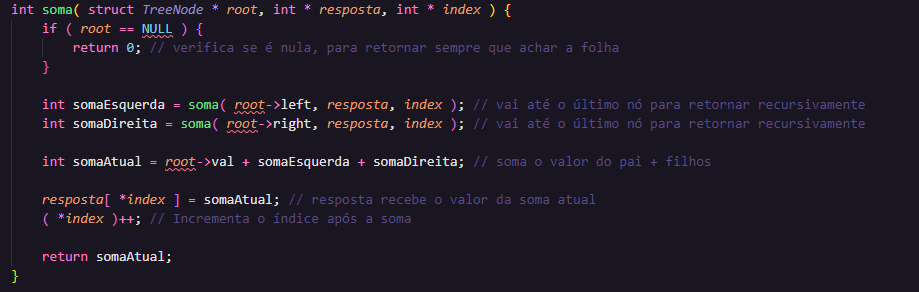 int soma( struct TreeNode * root, int * resposta, int * index ) {
    if ( root == NULL ) {
        return 0; // verifica se é nula, para retornar sempre que achar a folha
    }

    int somaEsquerda = soma( root->left, resposta, index ); // vai até o último nó para retornar recursivamente
    int somaDireita = soma( root->right, resposta, index ); // vai até o último nó para retornar recursivamente

    int somaAtual = root->val + somaEsquerda + somaDireita; // soma o valor do pai + filhos

    resposta[ *index ] = somaAtual; // resposta recebe o valor da soma atual
    ( *index )++; // Incrementa o índice após a soma

    return somaAtual;
}